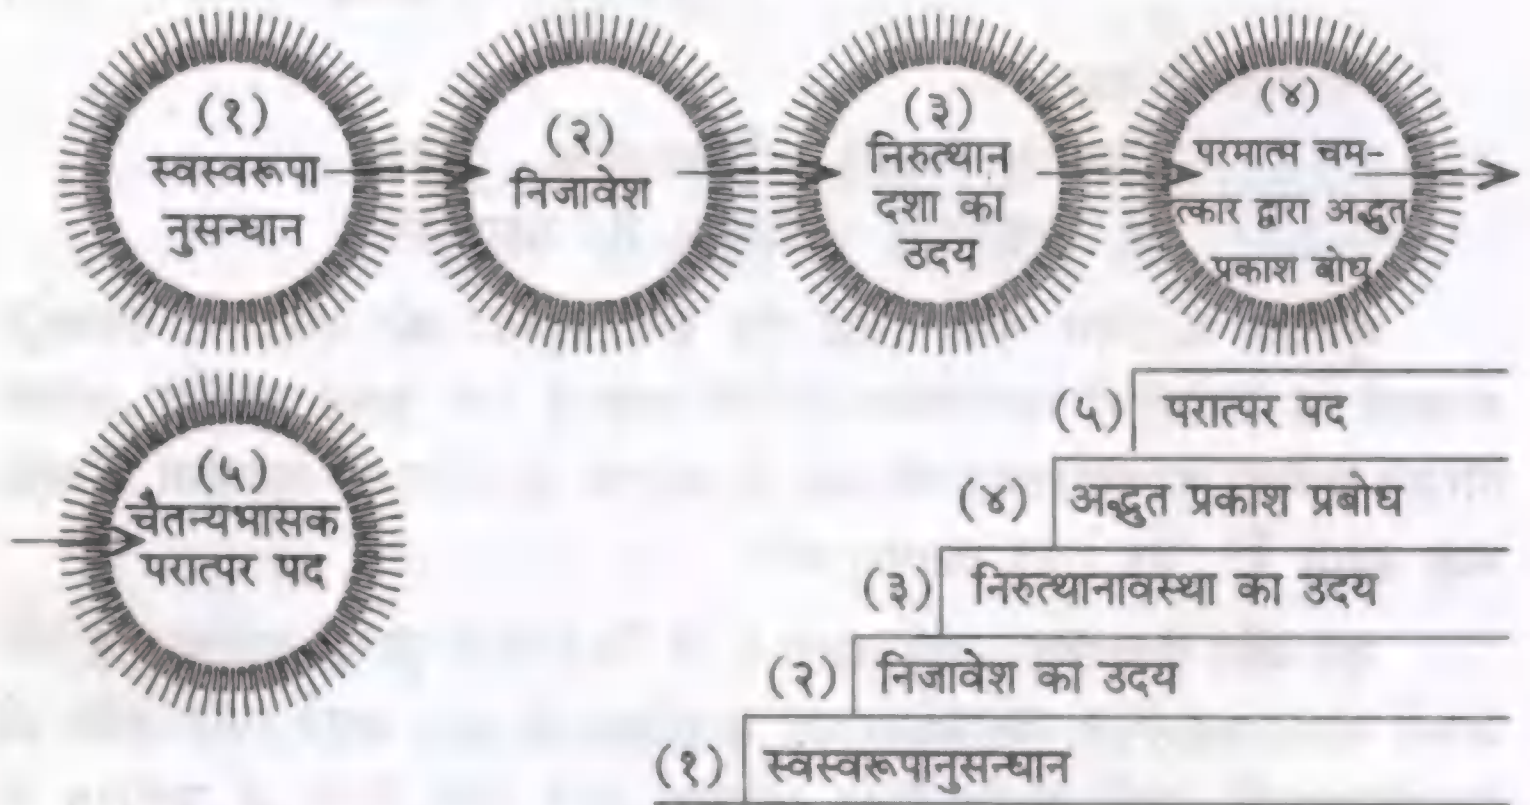 (१)
स्वस्वरूपा
नुसन्धान
(२)
निजावेश
(३)
निरुत्थान
दशा का
उदय
(४)
परमात्म चम-
त्कार द्वारा अद्भुत
प्रकाश बोध
(५)
चैतन्यभासक
परात्पर पद
(५) परात्पर पद
(४) अद्भुत प्रकाश प्रबोध
(३) निरुत्थानावस्था का उदय
(२) निजावेश का उदय
(१) स्वस्वरूपानुसन्धान